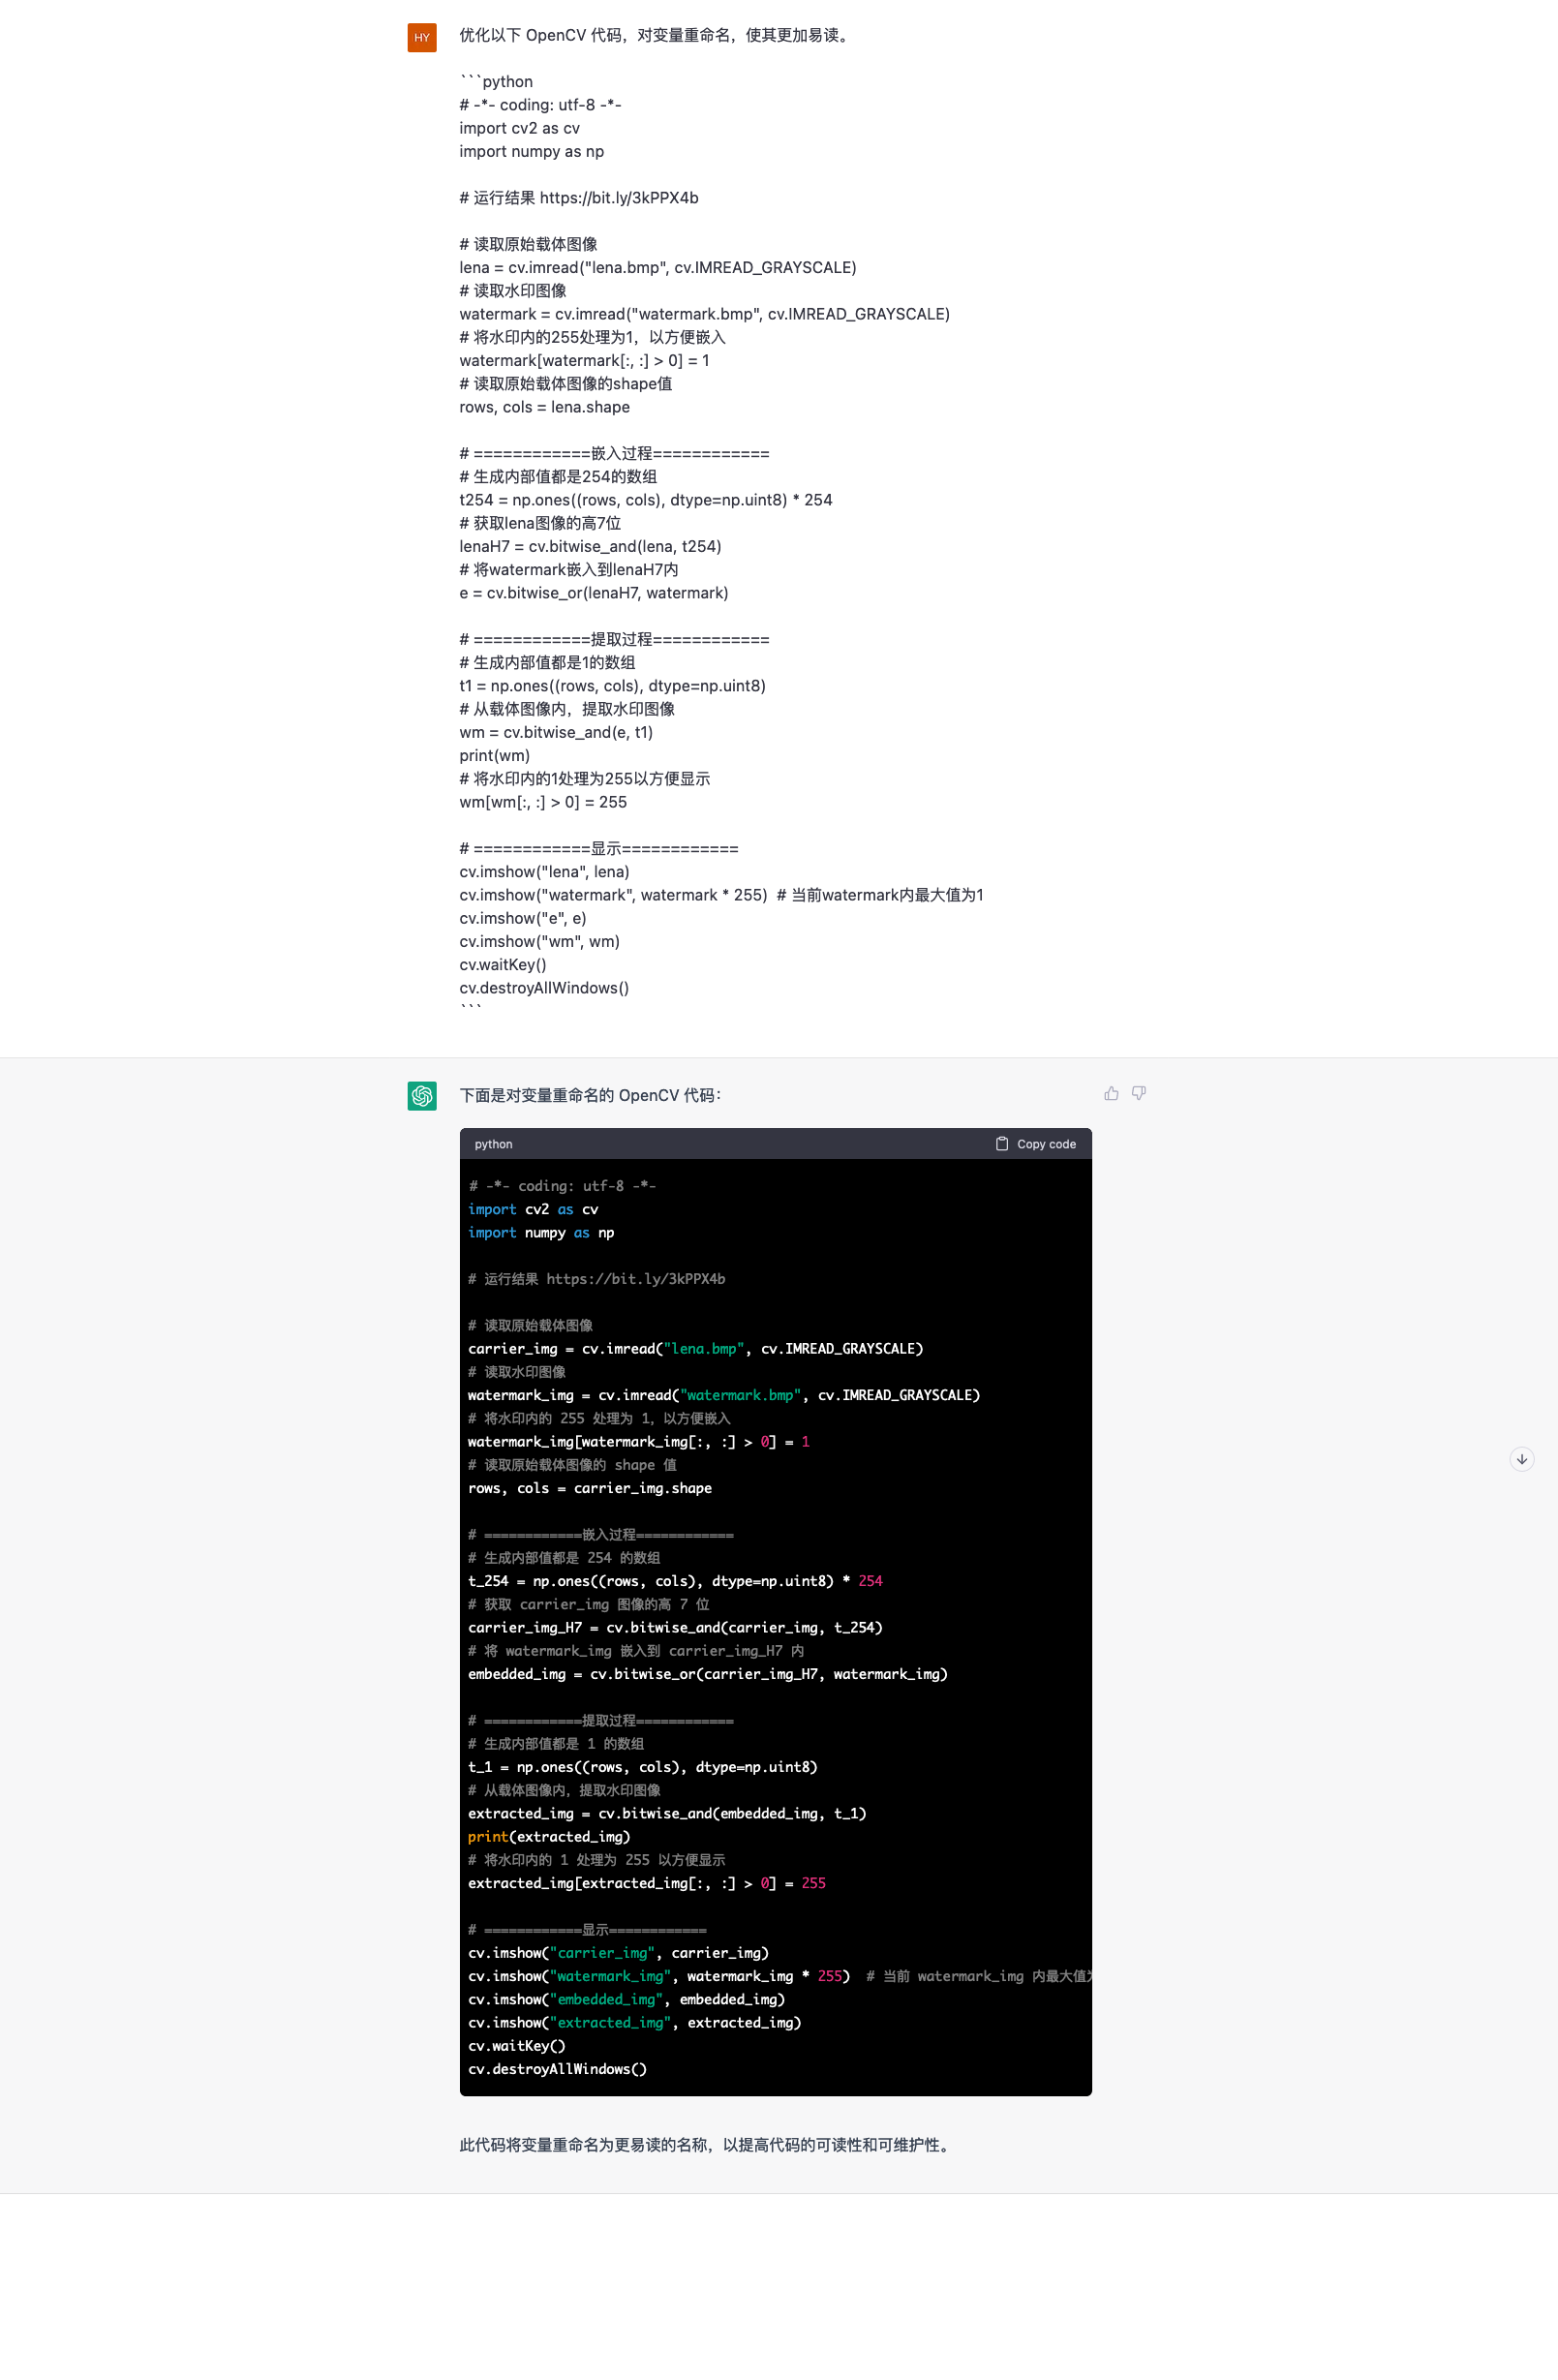 HY
优化以下 OpenCV 代码，对变量重命名，使其更加易读。
```python
# -*- coding: utf-8 -*-
import cv2 as cv
import numpy as np
# 运行结果 https://bit.ly/3kPPX4b
# 读取原始载体图像
lena = cv.imread("lena.bmp", cv.IMREAD_GRAYSCALE)
# 读取水印图像
watermark = cv.imread("watermark.bmp", cv.IMREAD_GRAYSCALE)
# 将水印内的255处理为1，以方便嵌入
watermark[watermark[:, :] > 0] = 1
# 读取原始载体图像的shape值
rows, cols = lena.shape
# ============嵌入过程============
# 生成内部值都是254的数组
t254 = np.ones((rows, cols), dtype=np.uint8) * 254
# 获取lena图像的高7位
lenaH7 = cv.bitwise_and(lena, t254)
# 将watermark嵌入到lenaH7内
e = cv.bitwise_or(lenaH7, watermark)
# ============提取过程============
# 生成内部值都是1的数组
t1 = np.ones((rows, cols), dtype=np.uint8)
# 从载体图像内，提取水印图像
wm = cv.bitwise_and(e, t1)
print(wm)
# 将水印内的1处理为255以方便显示
wm[wm[:, :] > 0] = 255
# ============显示============
cv.imshow("lena", lena)
cv.imshow("watermark", watermark * 255)  # 当前watermark内最大值为1
cv.imshow("e", e)
cv.imshow("wm", wm)
cv.waitKey()
cv.destroyAllWindows()
```
下面是对变量重命名的 OpenCV 代码：
python Copy code
# -*- coding: utf-8 -*-
import cv2 as cv
import numpy as np
# 运行结果 https://bit.ly/3kPPX4b
# 读取原始载体图像
carrier_img = cv.imread("lena.bmp", cv.IMREAD_GRAYSCALE)
# 读取水印图像
watermark_img = cv.imread("watermark.bmp", cv.IMREAD_GRAYSCALE)
# 将水印内的 255 处理为 1，以方便嵌入
watermark_img[watermark_img[:, :] > 0] = 1
# 读取原始载体图像的 shape 值
rows, cols = carrier_img.shape
# ============嵌入过程============
# 生成内部值都是 254 的数组
t_254 = np.ones((rows, cols), dtype=np.uint8) * 254
# 获取 carrier_img 图像的高 7 位
carrier_img_H7 = cv.bitwise_and(carrier_img, t_254)
# 将 watermark_img 嵌入到 carrier_img_H7 内
embedded_img = cv.bitwise_or(carrier_img_H7, watermark_img)
# ============提取过程============
# 生成内部值都是 1 的数组
t_1 = np.ones((rows, cols), dtype=np.uint8)
# 从载体图像内，提取水印图像
extracted_img = cv.bitwise_and(embedded_img, t_1)
print(extracted_img)
# 将水印内的 1 处理为 255 以方便显示
extracted_img[extracted_img[:, :] > 0] = 255
# ============显示============
cv.imshow("carrier_img", carrier_img)
cv.imshow("watermark_img", watermark_img * 255)  # 当前 watermark_img 内最大值
cv.imshow("embedded_img", embedded_img)
cv.imshow("extracted_img", extracted_img)
cv.waitKey()
cv.destroyAllWindows()
此代码将变量重命名为更易读的名称，以提高代码的可读性和可维护性。